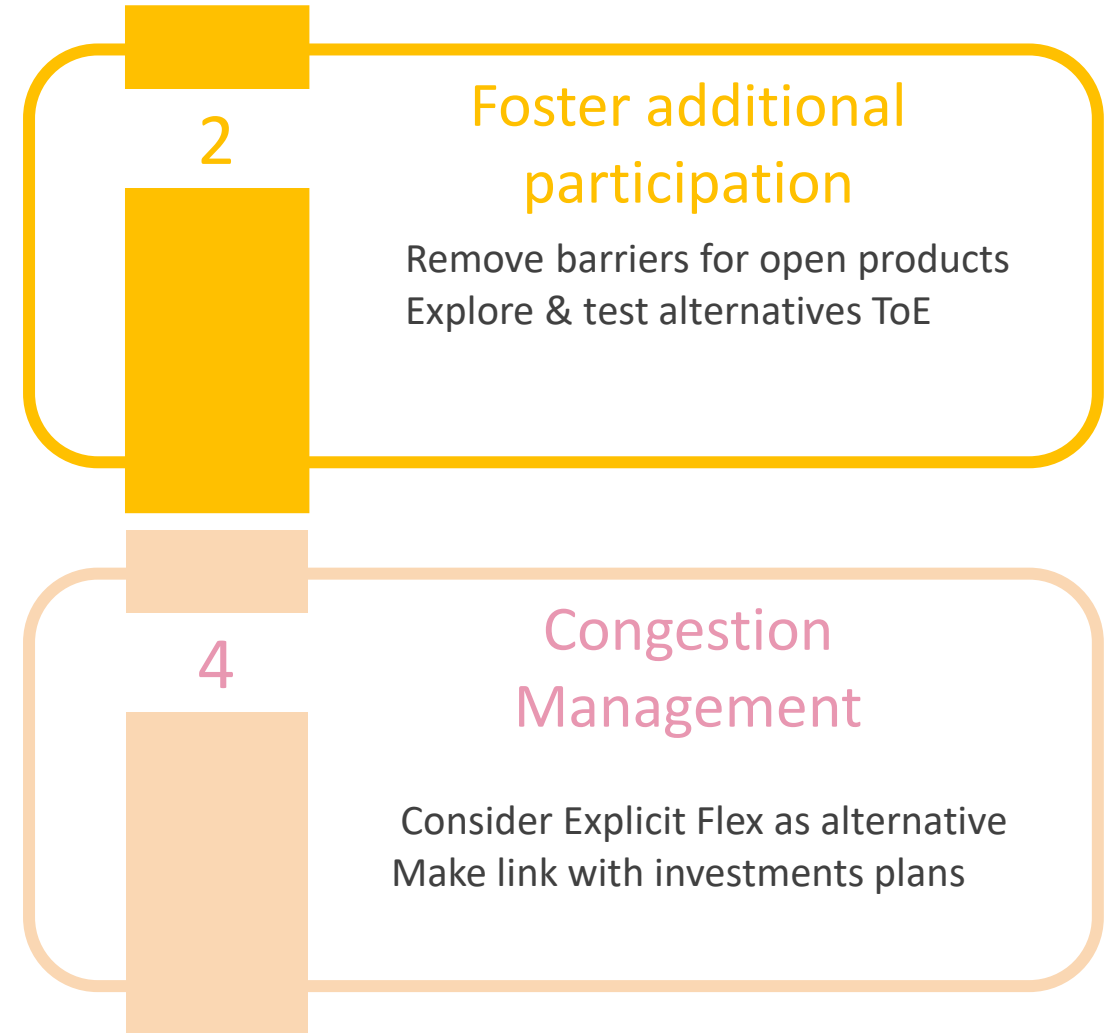 2
Foster additional
participation
Remove barriers for open products
Explore & test alternatives ToE
4
Congestion
Management
Consider Explicit Flex as alternative
Make link with investments plans